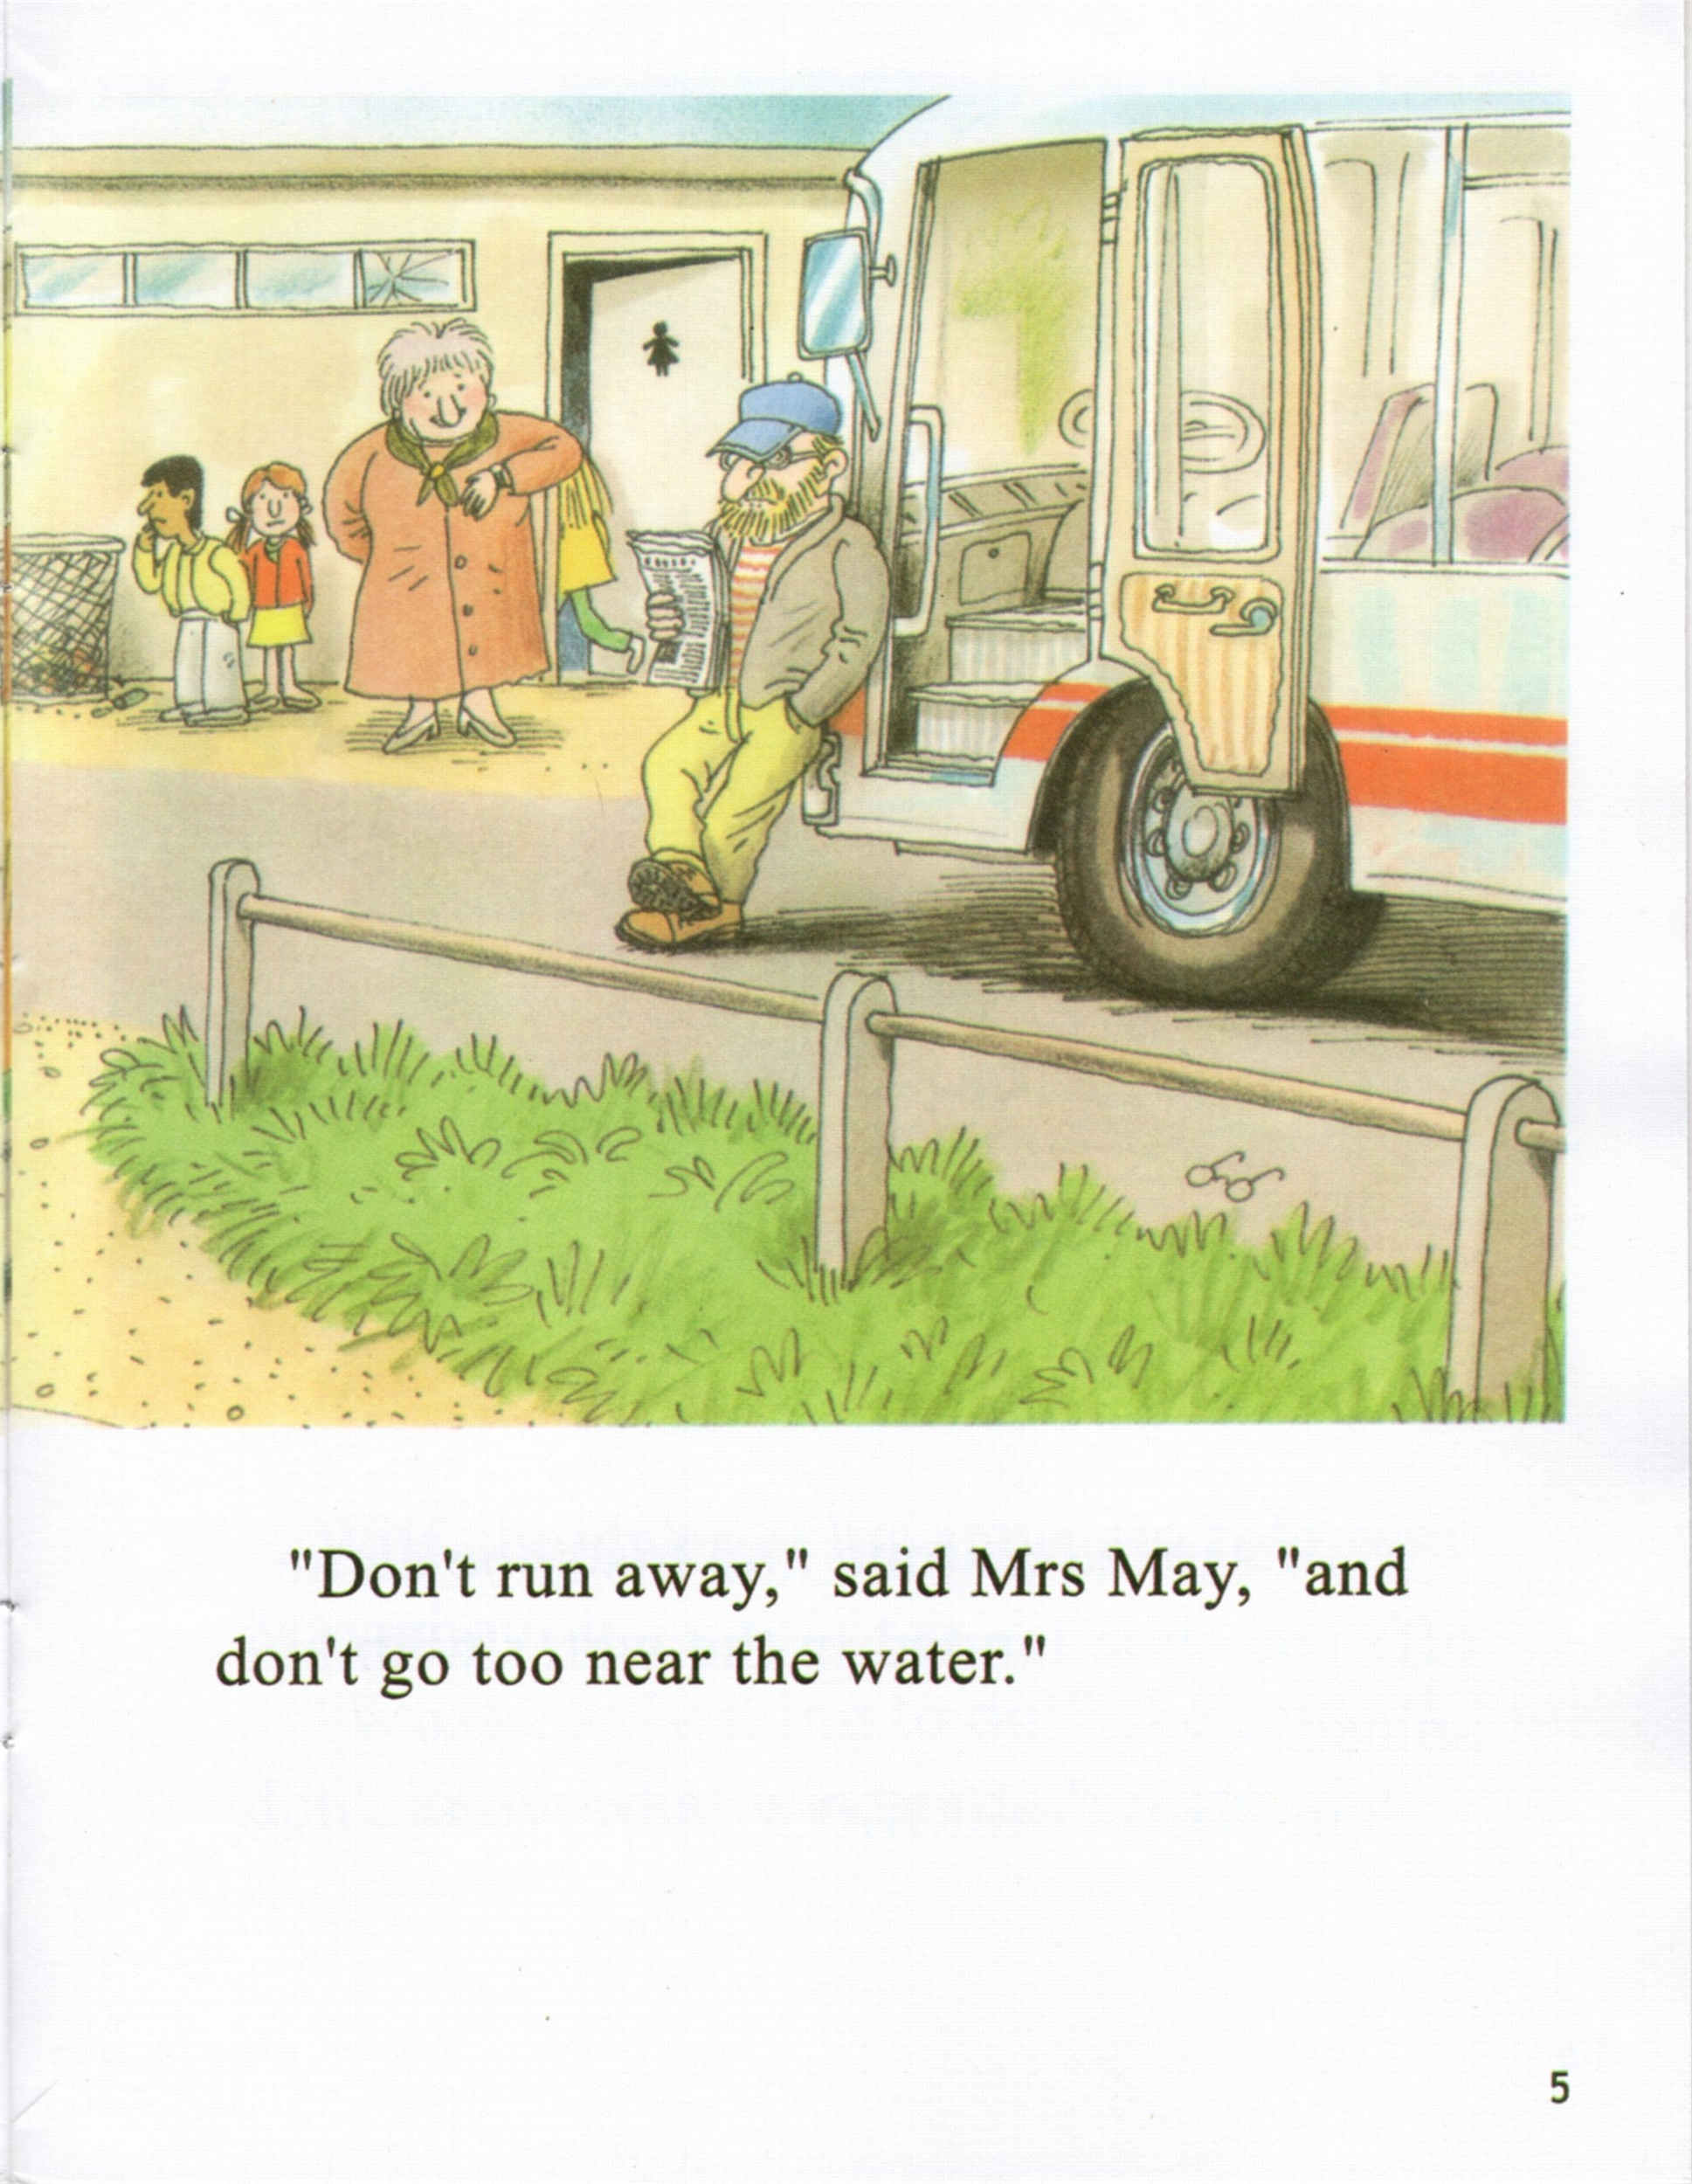 "Don't run away," said Mrs May, "and
don't go too near the water."
5